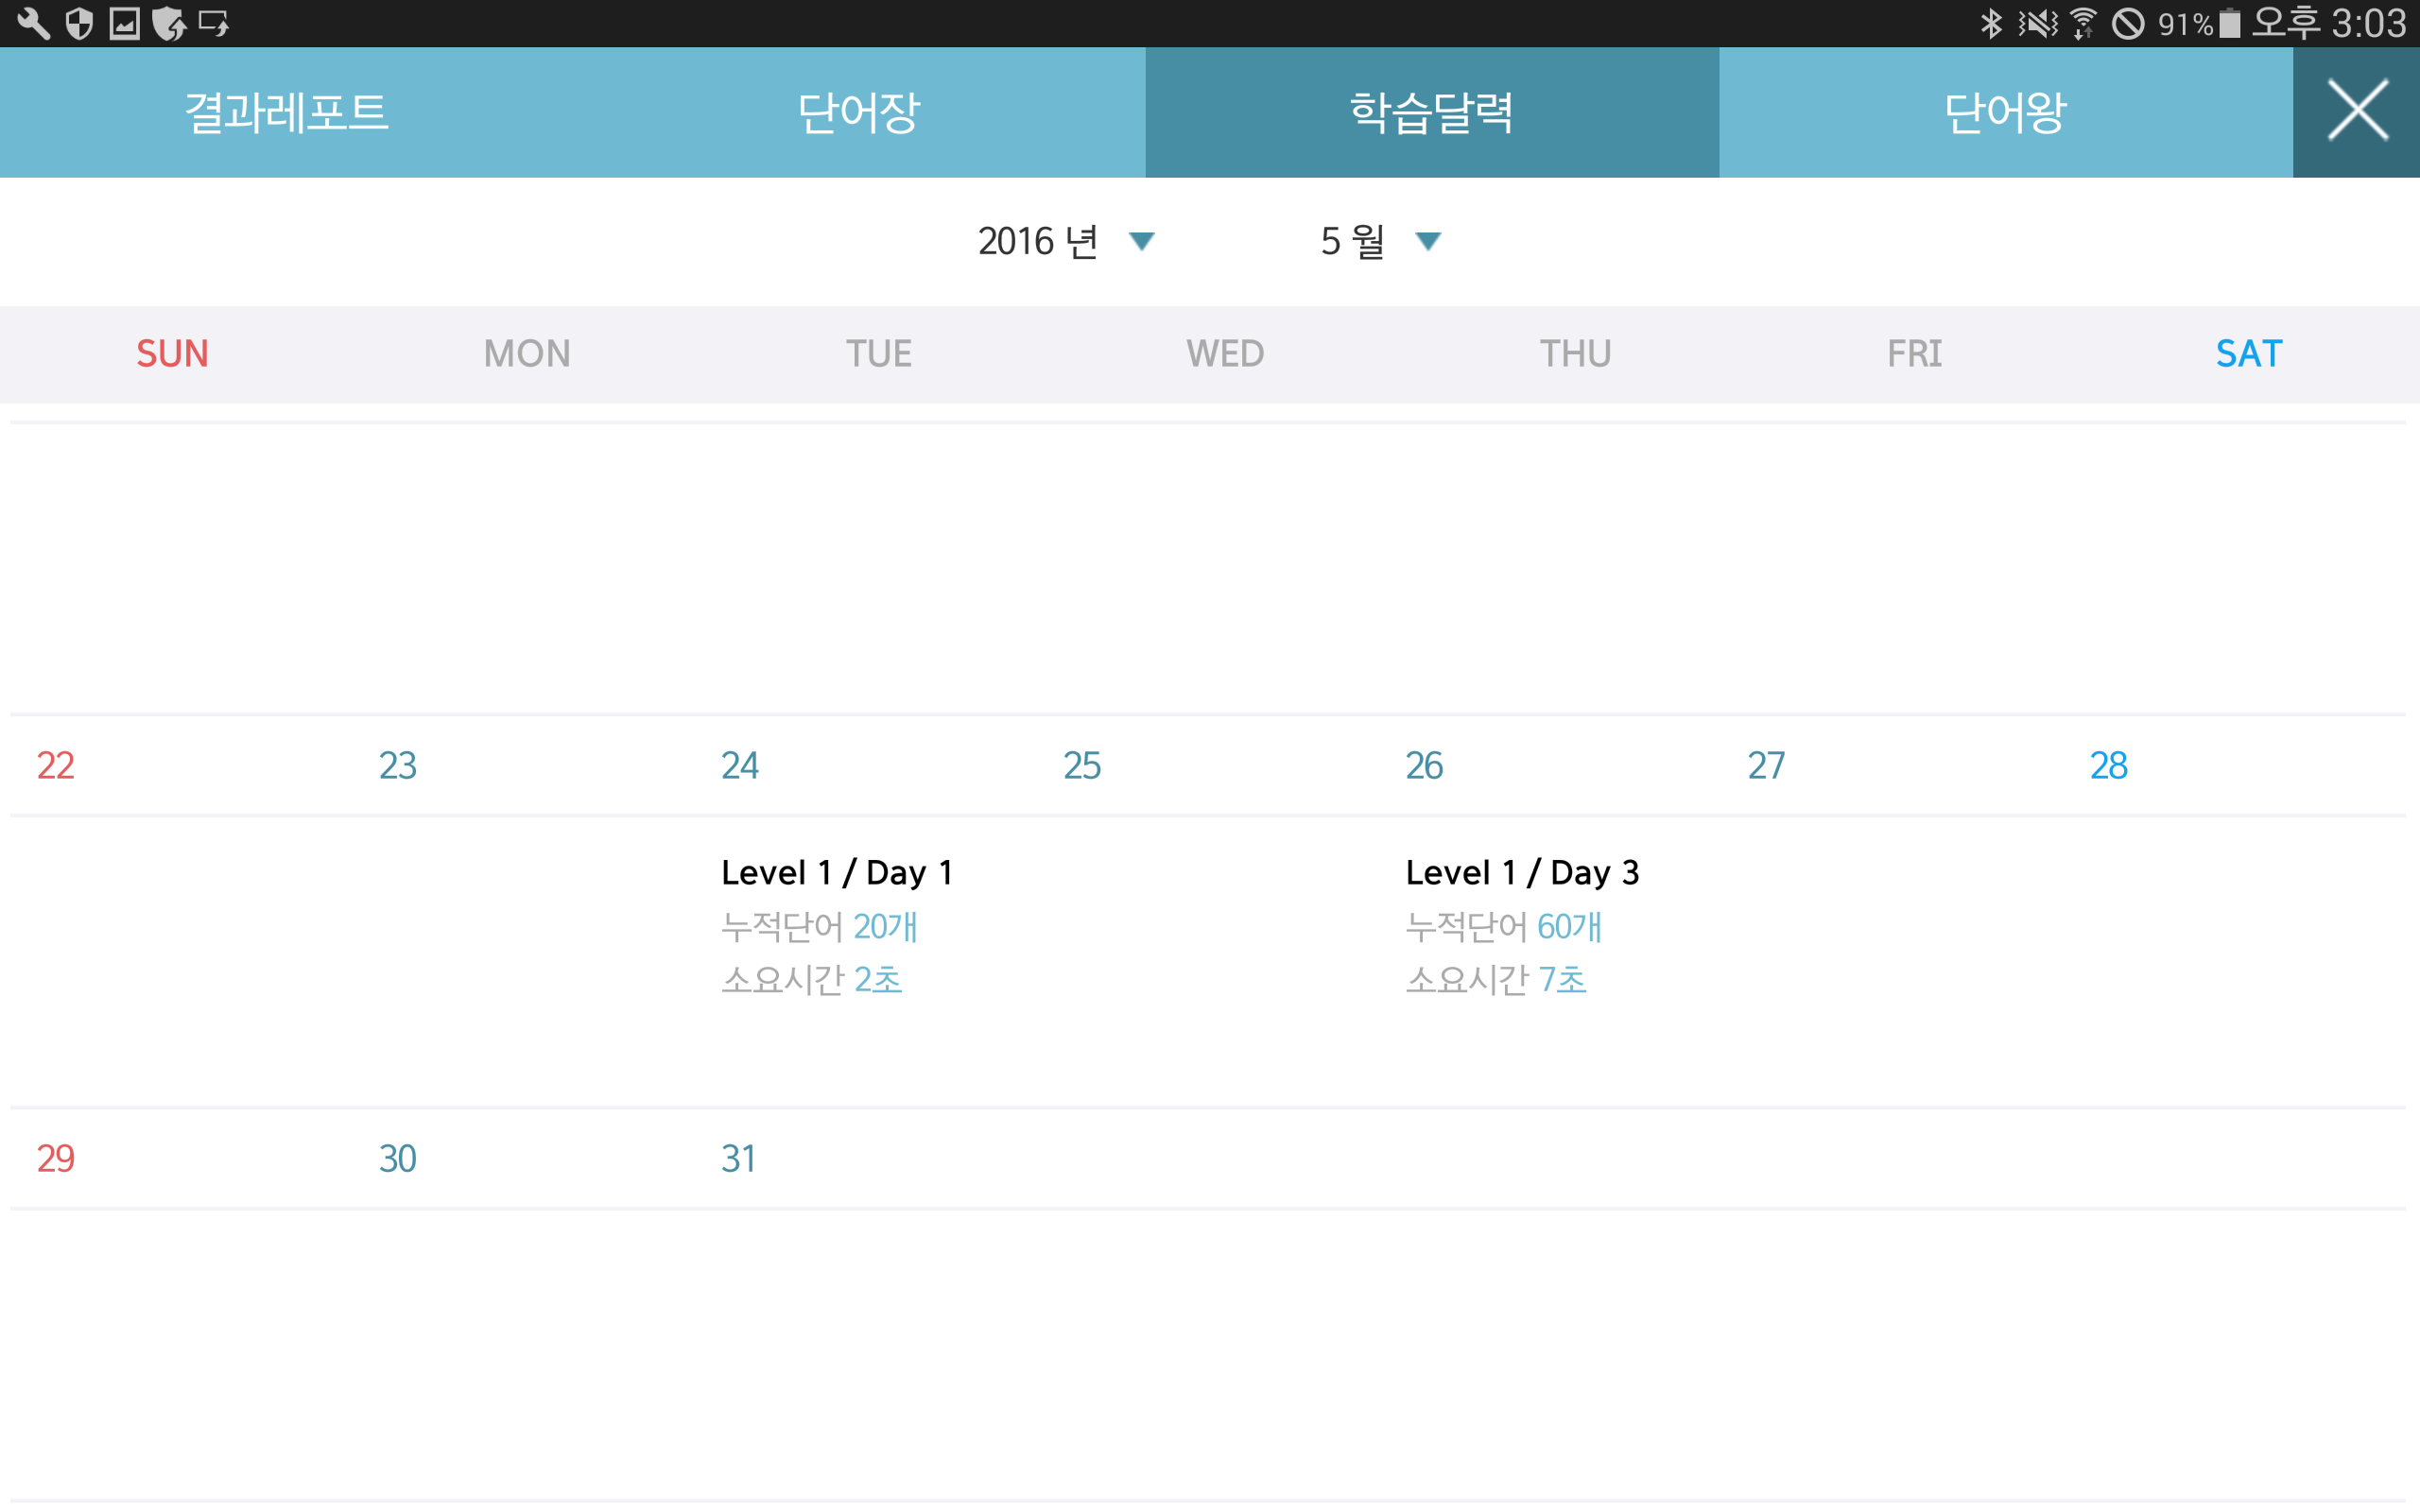 91% 오후 3:03
결과레포트 단어장 학습달력 단어왕
2016 년 5 월
SUN MON TUE WED THU FRI SAT
22 23 24 25 26 27 28
Level 1 / Day 1 Level 1 / Day 3
누적단어 20개 누적단어 60개
소요시간 2초 소요시간 7초
29 30 31